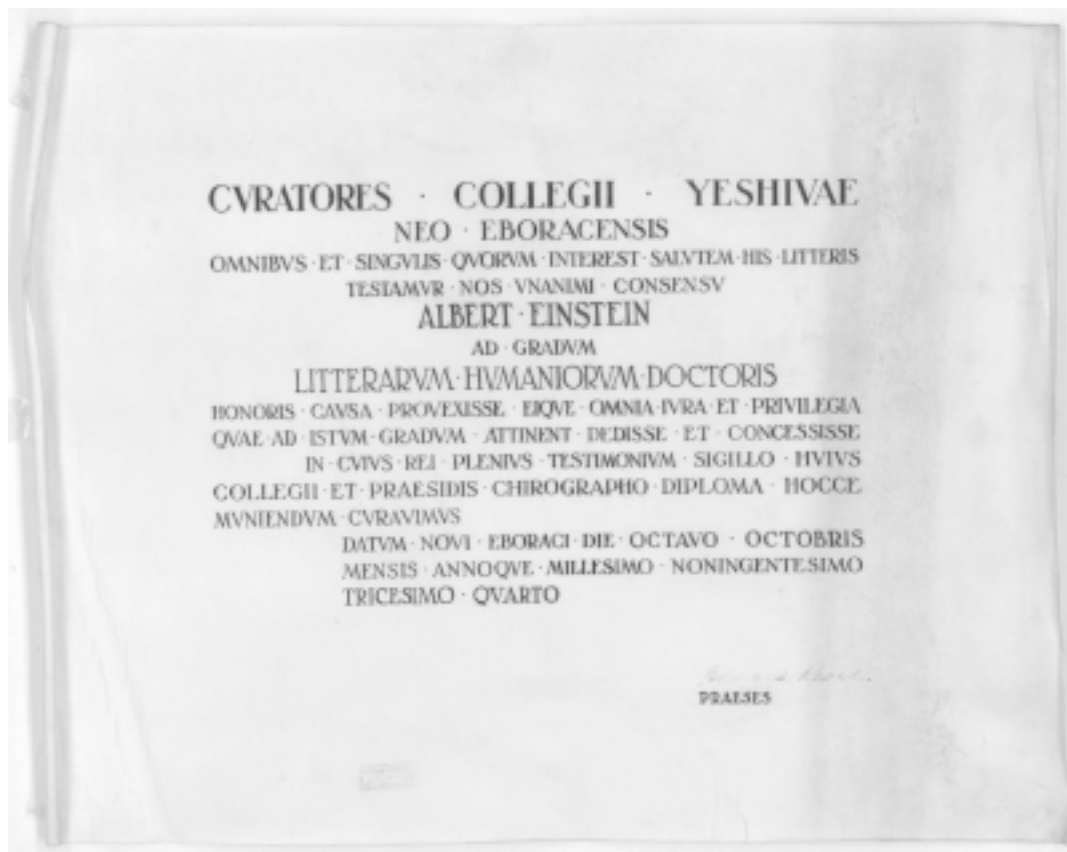 CVRATORES · COLLEGII · YESHIVAE
NEO · EBORACENSIS
OMNIBVS · ET · SINGVLIS · QVORVM · INTEREST · SALVTEM · HIS · LITTERIS
TESTAMVR · NOS · VNANIMI · CONSENSV
ALBERT · EINSTEIN
AD · GRADVM
LITTERARVM · HVMANIORVM · DOCTORIS
HONORIS · CAVSA · PROVEXISSE · EIQVE · OMNIA · IVRA · ET · PRIVILEGIA
QVAE · AD · ISTVM · GRADVM · ATTINENT · DEDISSE · ET · CONCESSISSE
IN · CVIVS · REI · PLENIVS · TESTIMONIVM · SIGILLO · HVIVS
COLLEGII · ET · PRAESIDIS · CHIROGRAPHO · DIPLOMA · HOCCE
MVNIENDVM · CVRAVIMVS
DATVM · NOVI · EBORACI · DIE · OCTAVO · OCTOBRIS
MENSIS · ANNOQVE · MILLESIMO · NONINGENTESIMO
TRICESIMO · QVARTO
PRAESES